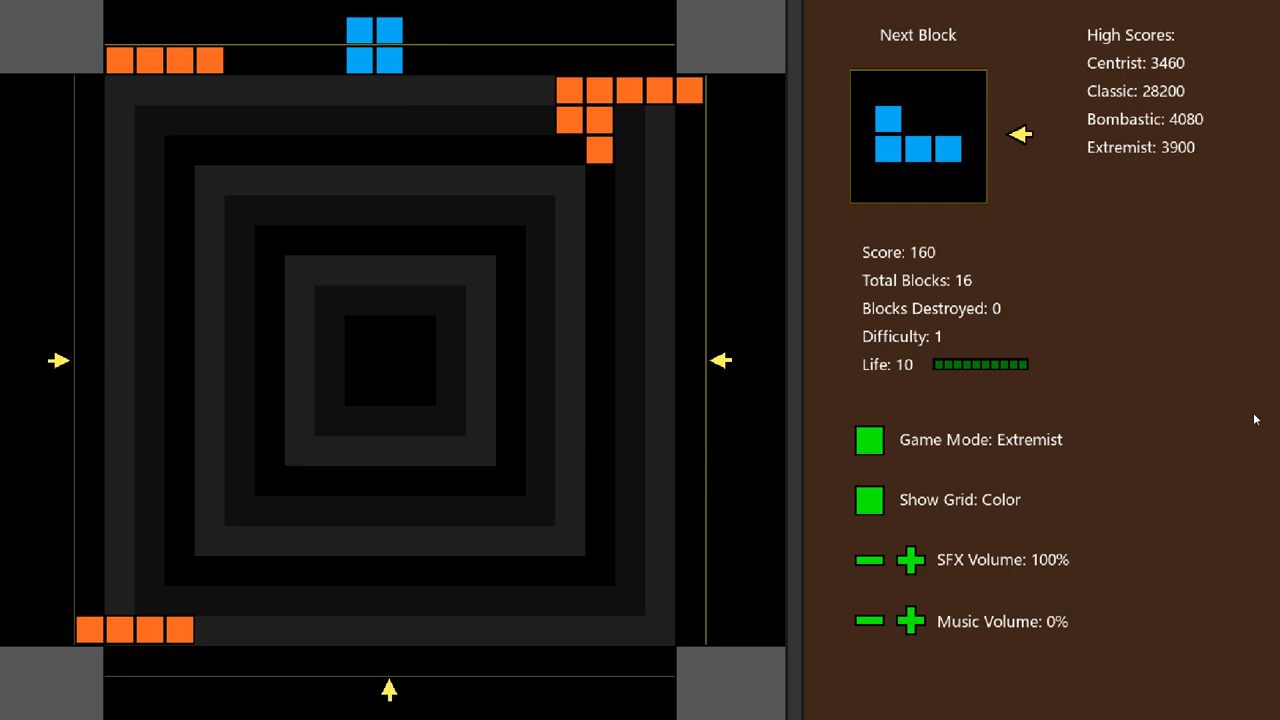 Next Block
High Scores:
Centrist: 3460
Classic: 28200
Bombastic: 4080
Extremist: 3900
Score: 160
Total Blocks: 16
Blocks Destroyed: 0
Difficulty: 1
Life: 10
Game Mode: Extremist
Show Grid: Color
SFX Volume: 100%
Music Volume: 0%